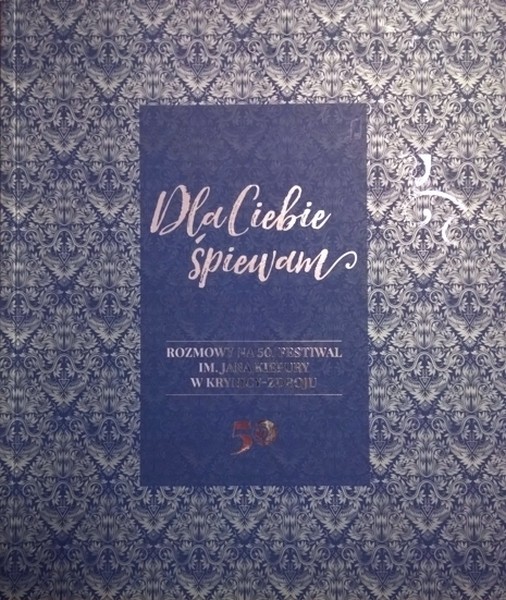 Dla Ciebie
śpiewam
ROZMOWY NA 50. FESTIWAL
IM. JANA KIEPURY
W KRYNICY-ZDROJU
50